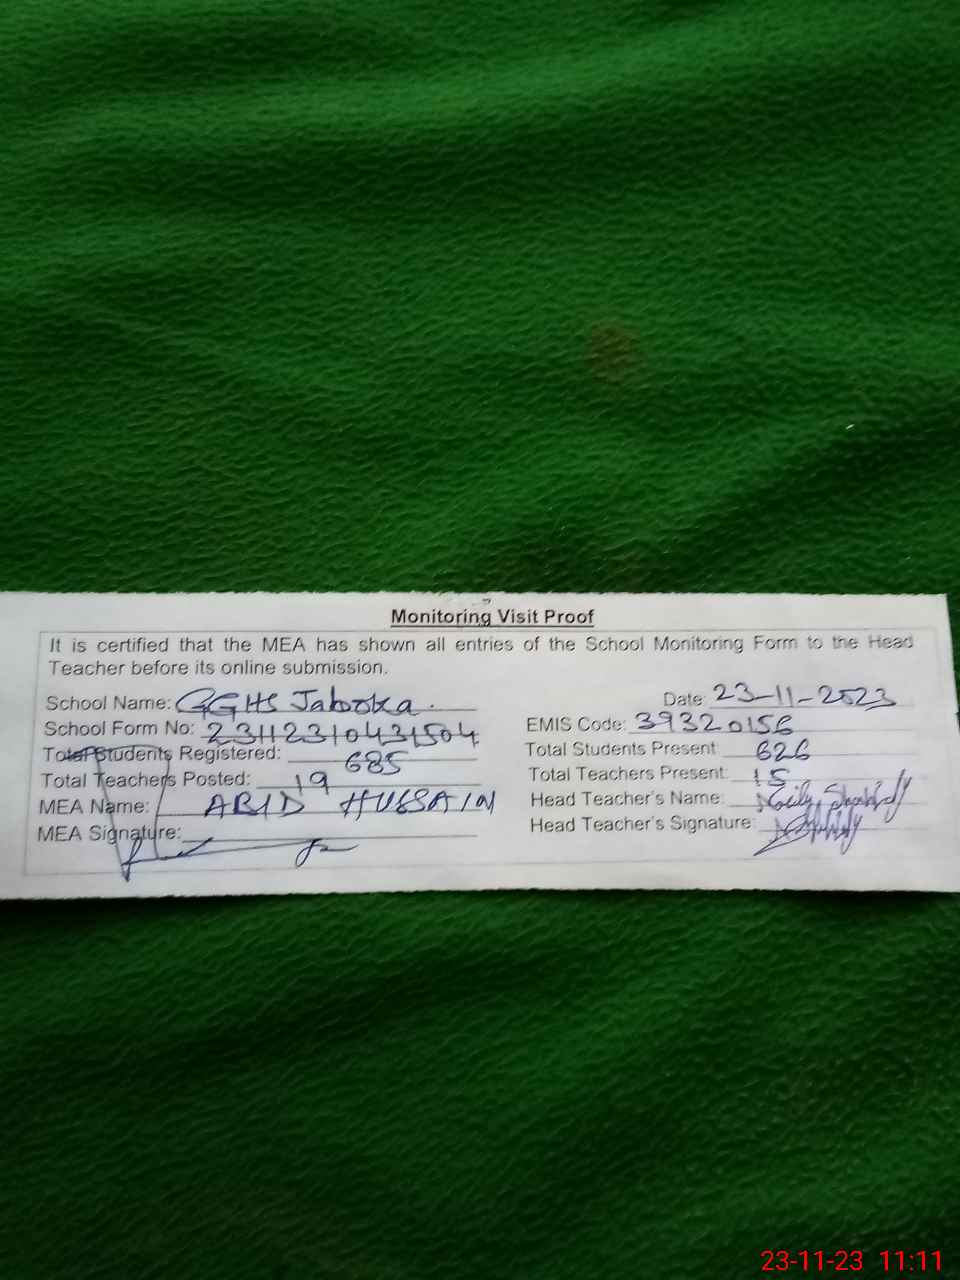 Monitoring Visit Proof
It is certified that the MEA has shown all entries of the School Monitoring Form to the Head
Teacher before its online submission.
School Name: GGHS Jabooka. Date: 23-11-2023
School Form No: 23112310431504 EMIS Code: 39320156
Total Students Registered: 685 Total Students Present 626
Total Teachers Posted: 19 Total Teachers Present: 15
MEA Name: ABID HUSSAIN Head Teacher's Name:
MEA Signature: Head Teacher's Signature:
23-11-23 11:11